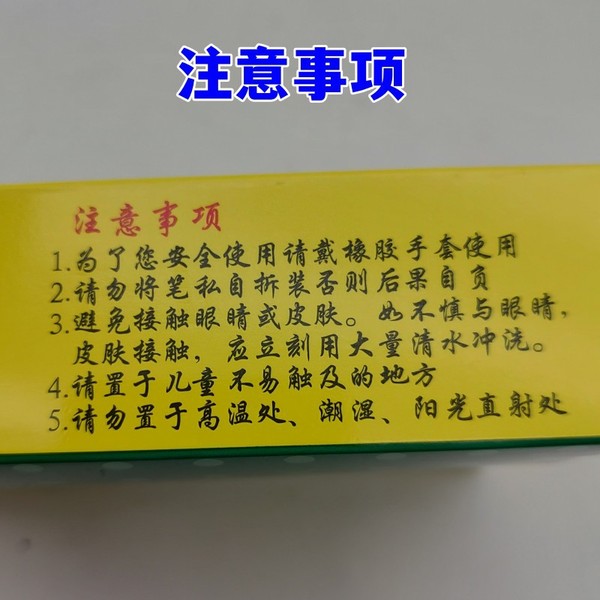 注意事项
注意事项
1.为了您安全使用请戴橡胶手套使用
2.请勿将笔私自拆装否则后果自负
3.避免接触眼睛或皮肤。如不慎与眼睛,
皮肤接触，应立刻用大量清水冲洗。
4.请置于儿童不易触及的地方
5.请勿置于高温处、潮湿、阳光直射处